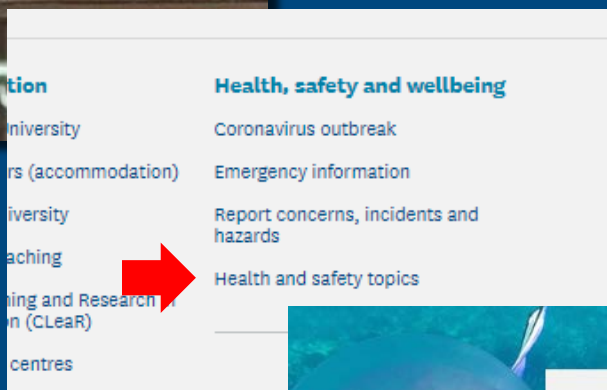 tion
niversity
rs (accommodation)
iversity
aching
ning and Research
n (CLeaR)
centres
Health, safety and wellbeing
Coronavirus outbreak
Emergency information
Report concerns, incidents and
hazards
Health and safety topics